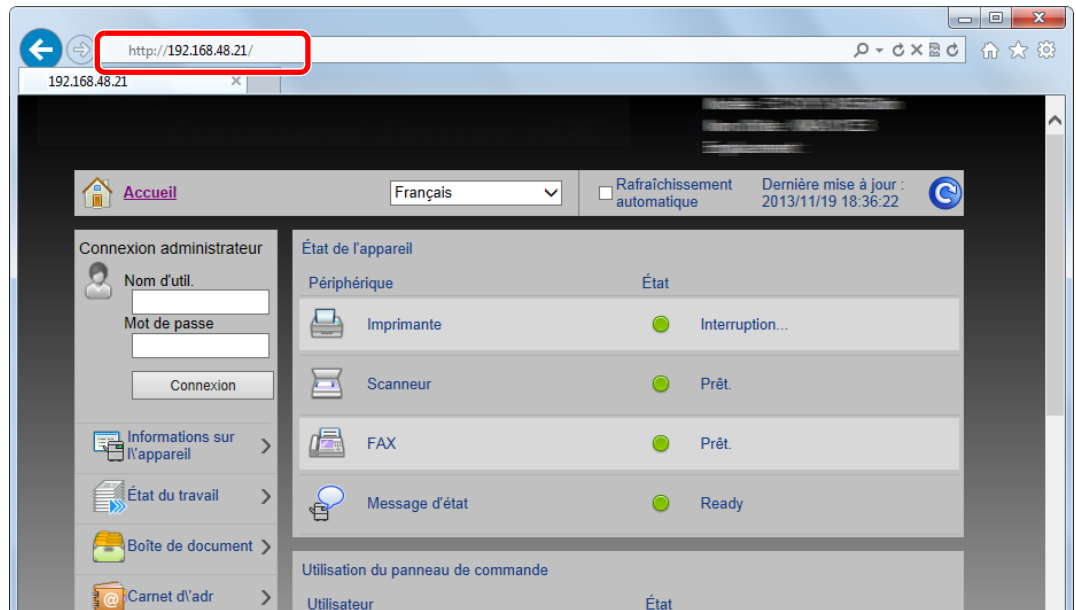 http://192.168.48.21/
192.168.48.21
Accueil
Français
Rafraîchissement
automatique
Dernière mise à jour :
2013/11/19 18:36:22
Connexion administrateur
Nom d'util.
Mot de passe
Connexion
Informations sur
l\'appareil
État du travail
Boîte de document
Carnet d\'adr
État de l'appareil
Périphérique État
Imprimante Interruption...
Scanneur Prêt.
FAX Prêt.
Message d'état Ready
Utilisation du panneau de commande
Utilisateur État